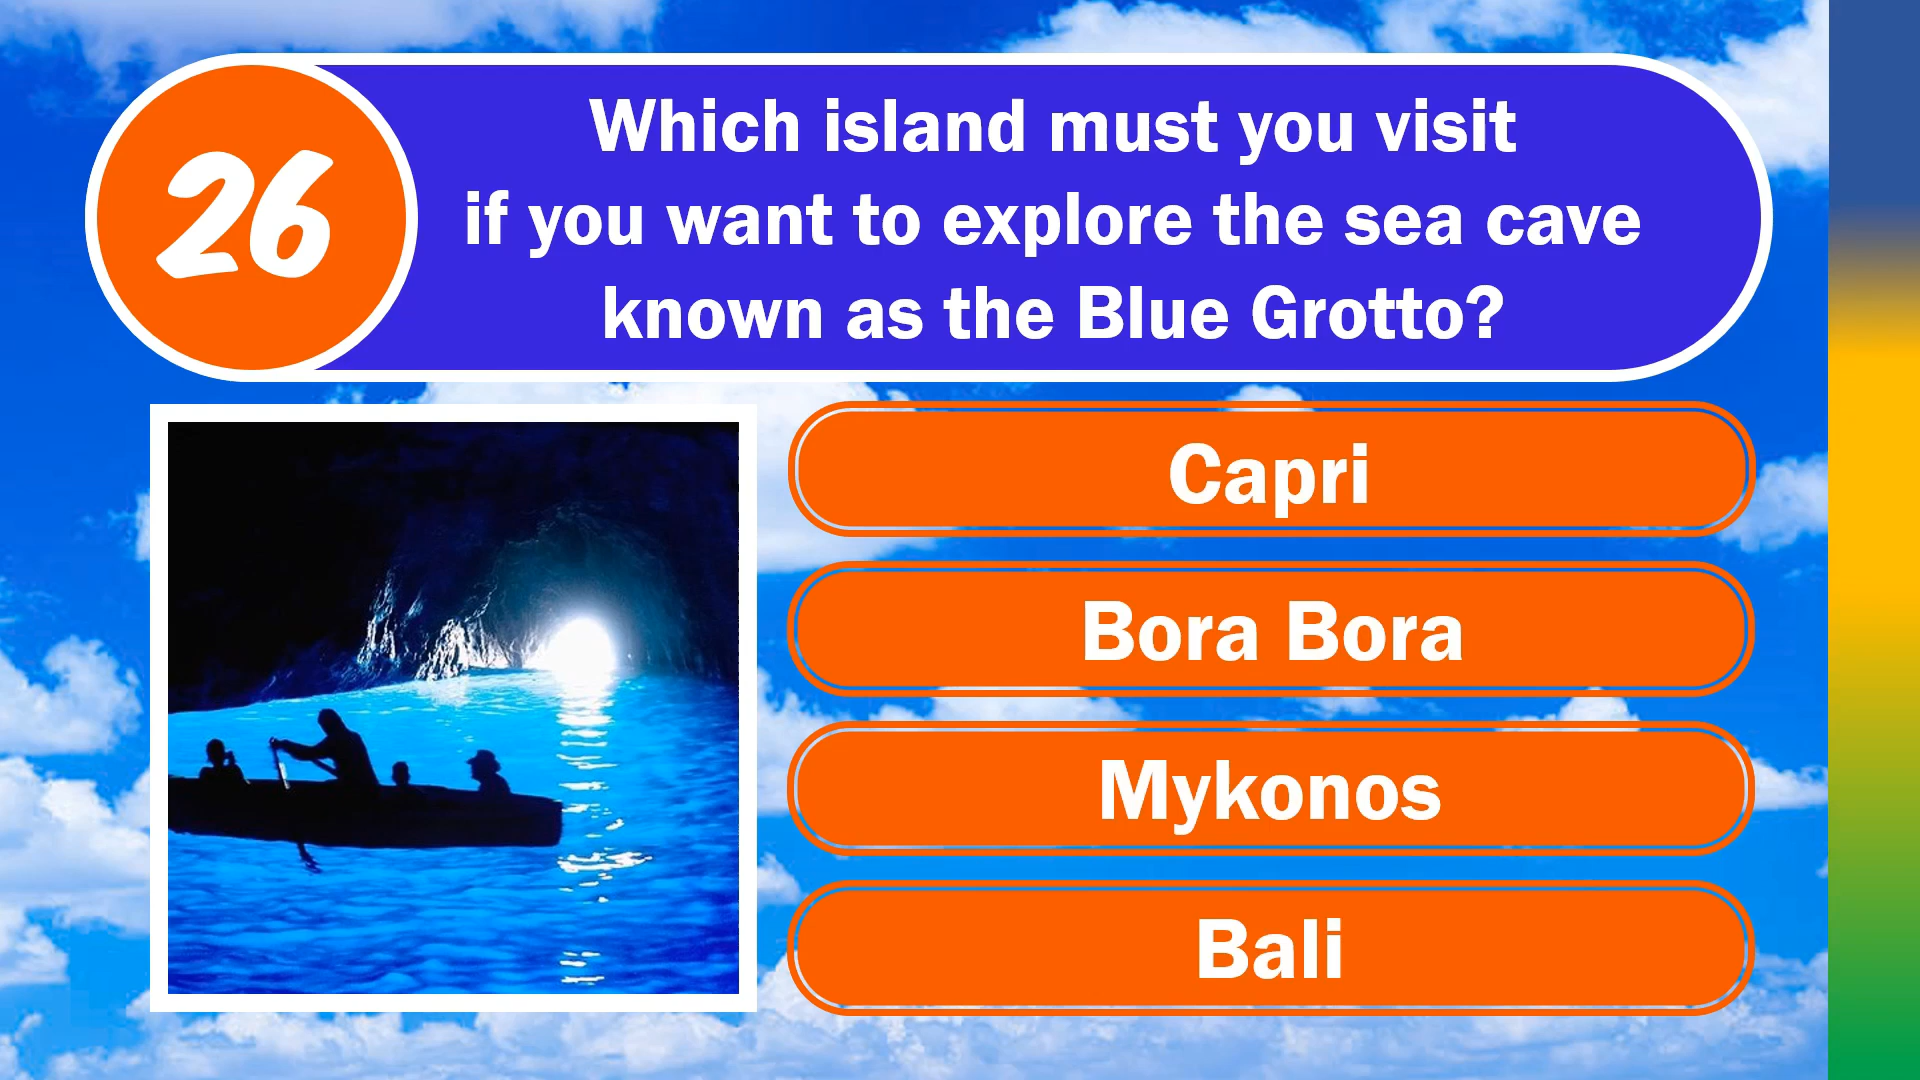 26
Which island must you visit
if you want to explore the sea cave
known as the Blue Grotto?
Capri
Bora Bora
Mykonos
Bali